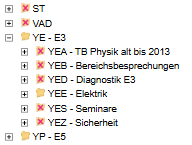 ST
VAD
YE - E3
YEA - TB Physik alt bis 2013
YEB - Bereichsbesprechungen
YED - Diagnostik E3
YEE - Elektrik
YES - Seminare
YEZ - Sicherheit
YP - E5